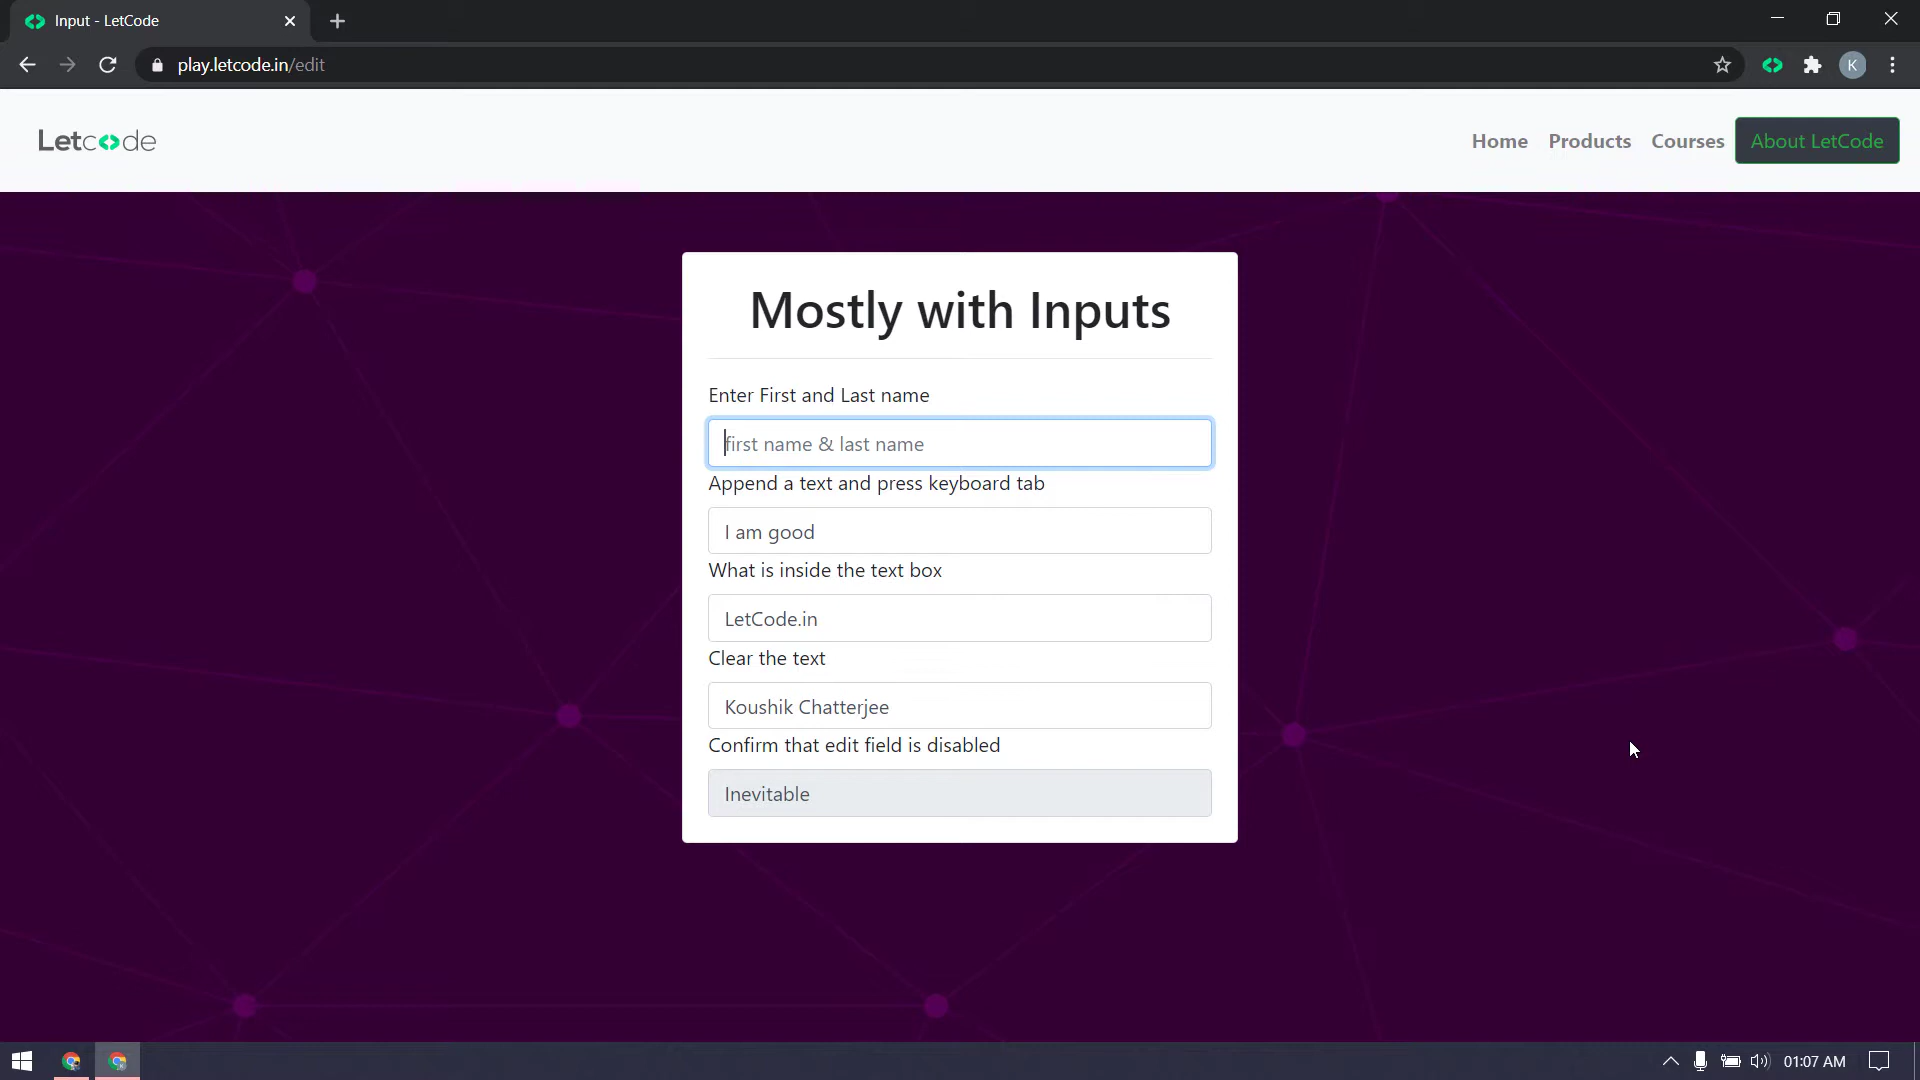 Input - LetCode
play.letcode.in/edit
K
Letcode
Home Products Courses About LetCode
Mostly with Inputs
Enter First and Last name
first name & last name
Append a text and press keyboard tab
I am good
What is inside the text box
LetCode.in
Clear the text
Koushik Chatterjee
Confirm that edit field is disabled
Inevitable
01:07 AM